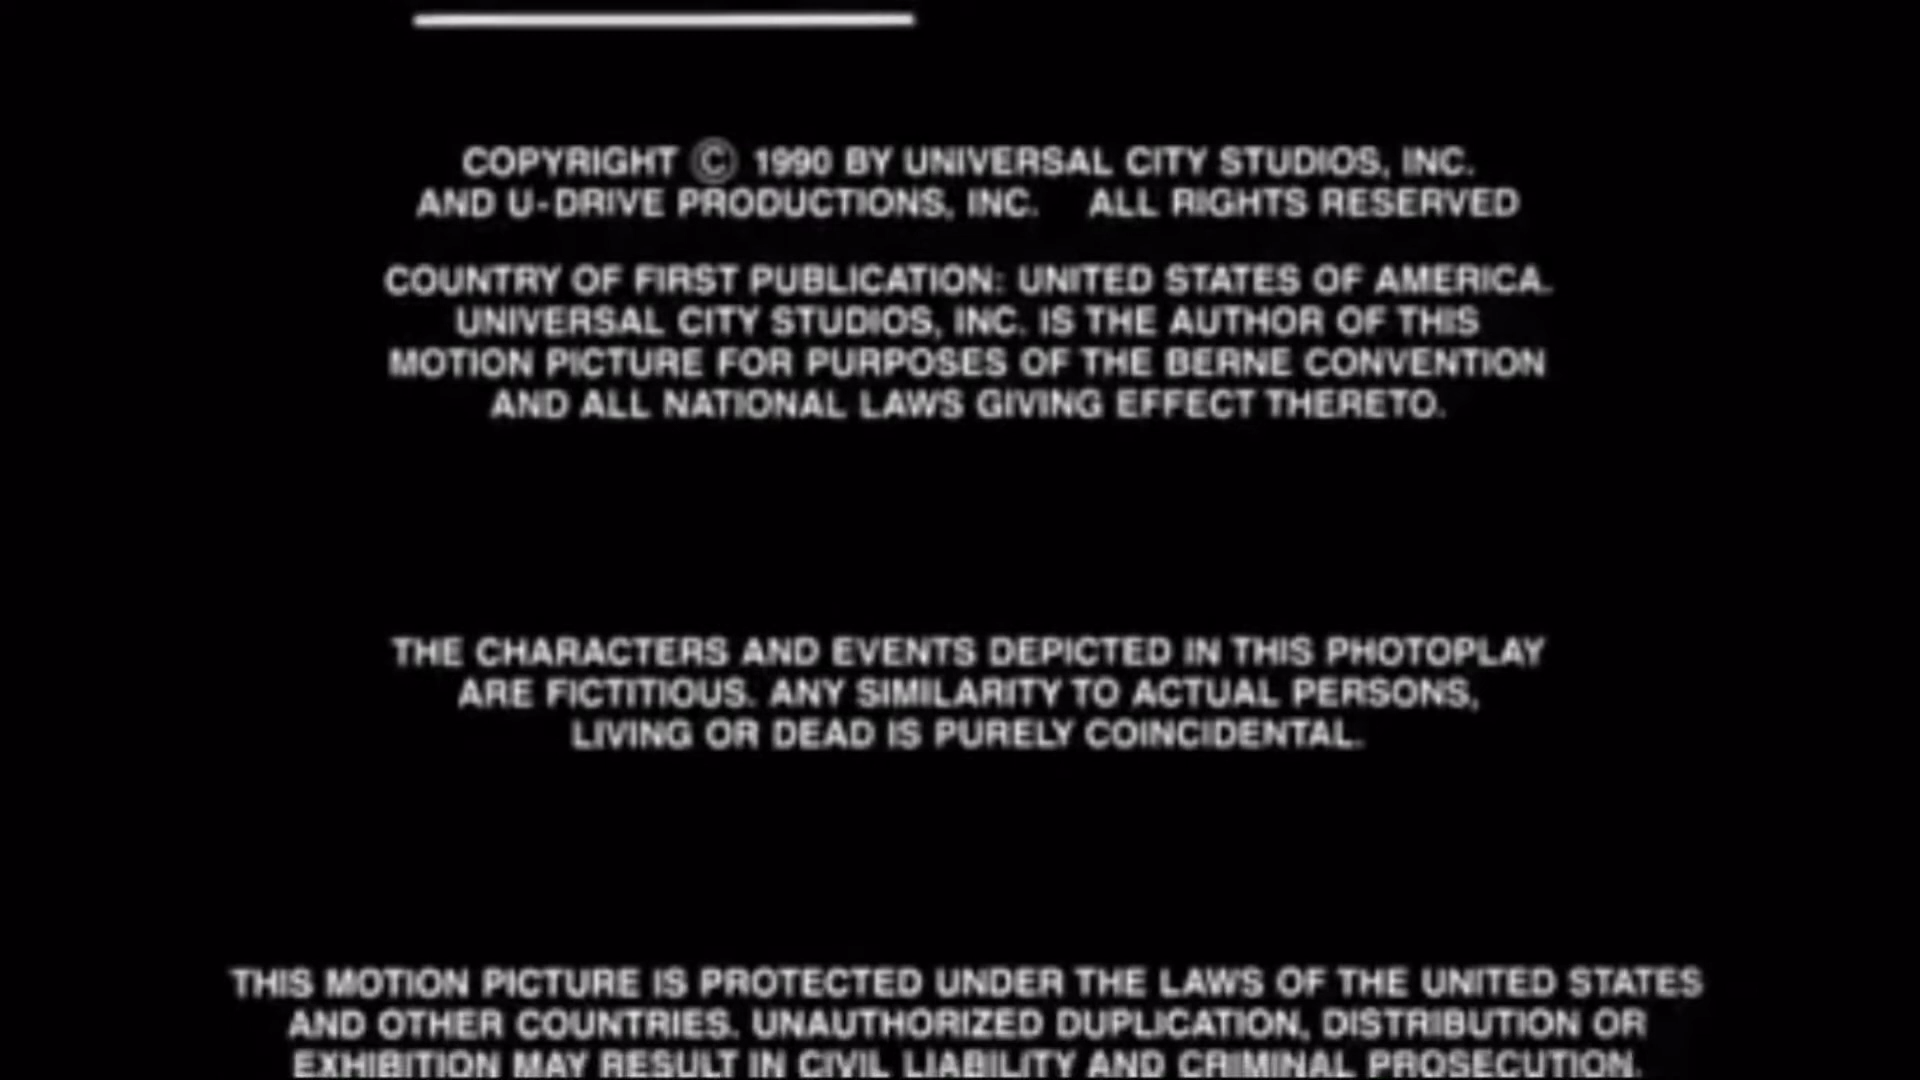 COPYRIGHT © 1990 BY UNIVERSAL CITY STUDIOS, INC.
AND U-DRIVE PRODUCTIONS, INC. ALL RIGHTS RESERVED
COUNTRY OF FIRST PUBLICATION: UNITED STATES OF AMERICA.
UNIVERSAL CITY STUDIOS, INC. IS THE AUTHOR OF THIS
MOTION PICTURE FOR PURPOSES OF THE BERNE CONVENTION
AND ALL NATIONAL LAWS GIVING EFFECT THERETO.
THE CHARACTERS AND EVENTS DEPICTED IN THIS PHOTOPLAY
ARE FICTITIOUS. ANY SIMILARITY TO ACTUAL PERSONS,
LIVING OR DEAD IS PURELY COINCIDENTAL.
THIS MOTION PICTURE IS PROTECTED UNDER THE LAWS OF THE UNITED STATES
AND OTHER COUNTRIES. UNAUTHORIZED DUPLICATION, DISTRIBUTION OR
EXHIBITION MAY RESULT IN CIVIL LIABILITY AND CRIMINAL PROSECUTION.